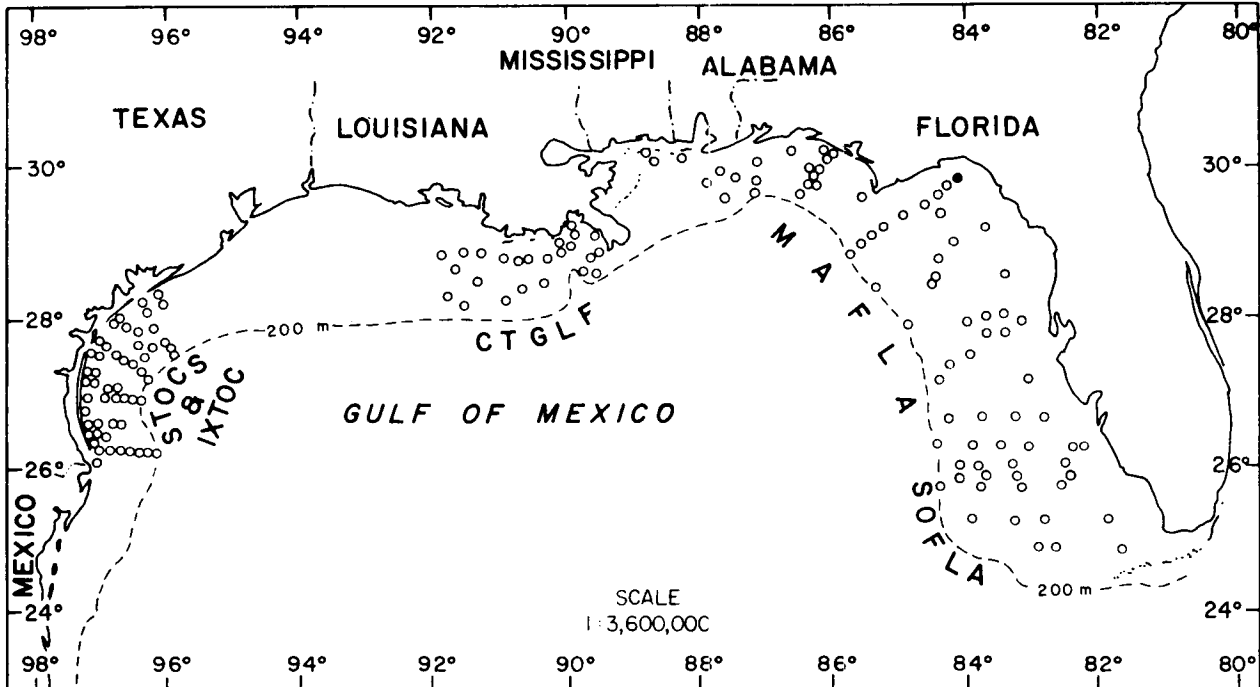 98° 96° 94° 92° 90° 88° 86° 84° 82° 80°
MISSISSIPPI ALABAMA
TEXAS LOUISIANA FLORIDA
30° 30°
MAFLA
28° 28°
200 m
CTGLF
STOCS & IXTOC
GULF OF MEXICO
26° 26°
SOFLA
MEXICO
200 m
SCALE
1:3,600,000
24° 24°
98° 96° 94° 92° 90° 88° 86° 84° 82° 80°